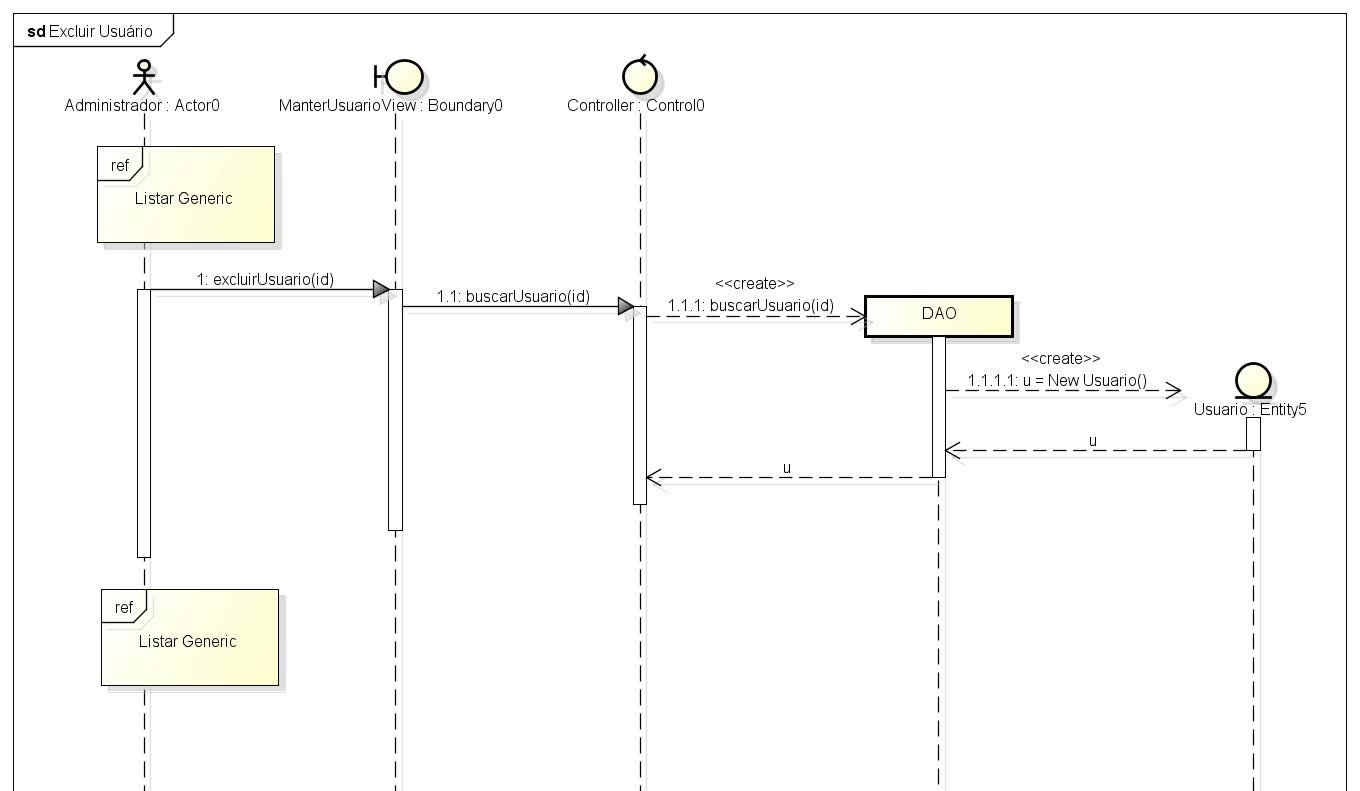 sd Excluir Usuário
Administrador : Actor0
ManterUsuarioView : Boundary0
Controller : Control0
ref
Listar Generic
1: excluirUsuario(id)
1.1: buscarUsuario(id)
<<create>>
1.1.1: buscarUsuario(id)
DAO
<<create>>
1.1.1.1: u = New Usuario()
Usuario : Entity5
u
u
ref
Listar Generic